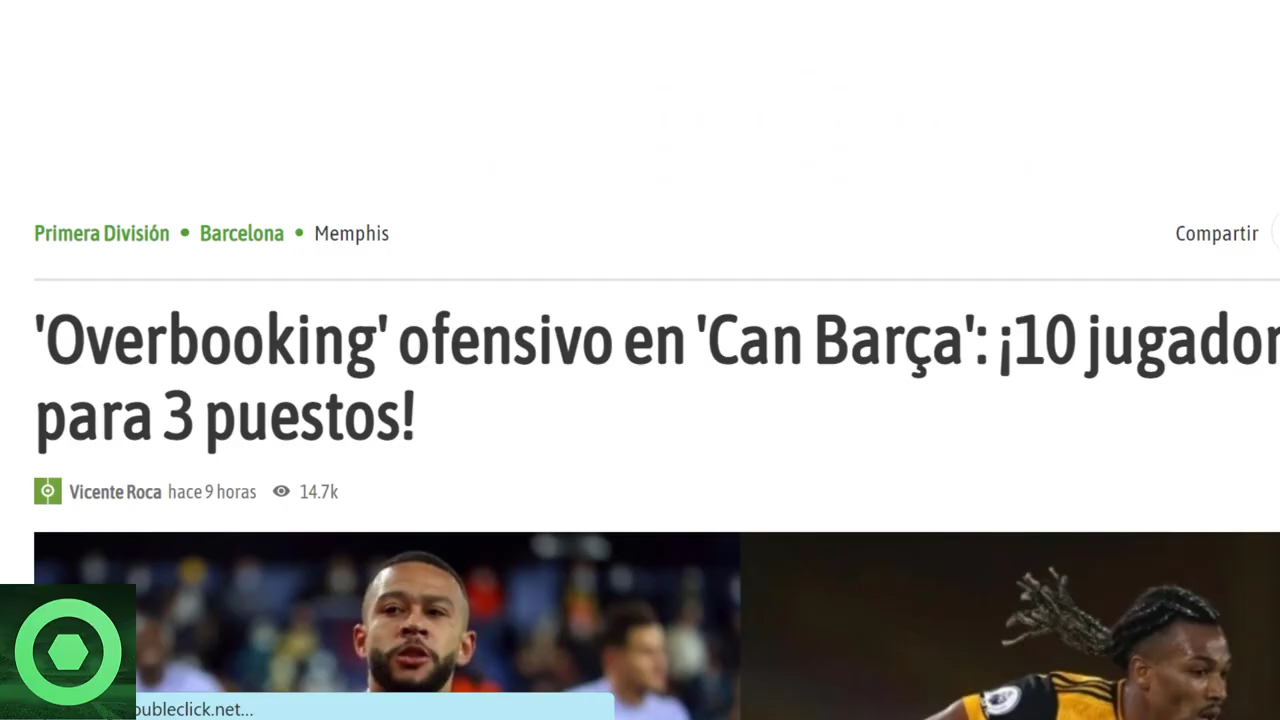 Primera División • Barcelona • Memphis
Compartir
'Overbooking' ofensivo en 'Can Barça': ¡10 jugador
para 3 puestos!
Vicente Roca hace 9 horas 14.7k
oubleclick.net...